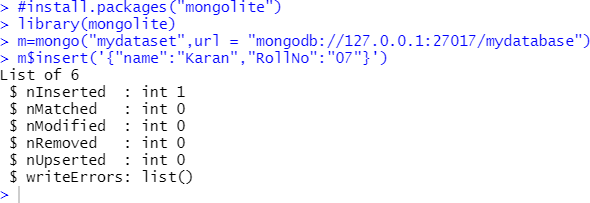 > #install.packages("mongolite")
> library(mongolite)
> m=mongo("mydataset",url = "mongodb://127.0.0.1:27017/mydatabase")
> m$insert('{"name":"Karan","RollNo":"07"}')
List of 6
 $ nInserted  : int 1
 $ nMatched   : int 0
 $ nModified  : int 0
 $ nRemoved   : int 0
 $ nUpserted  : int 0
 $ writeErrors: list()
>